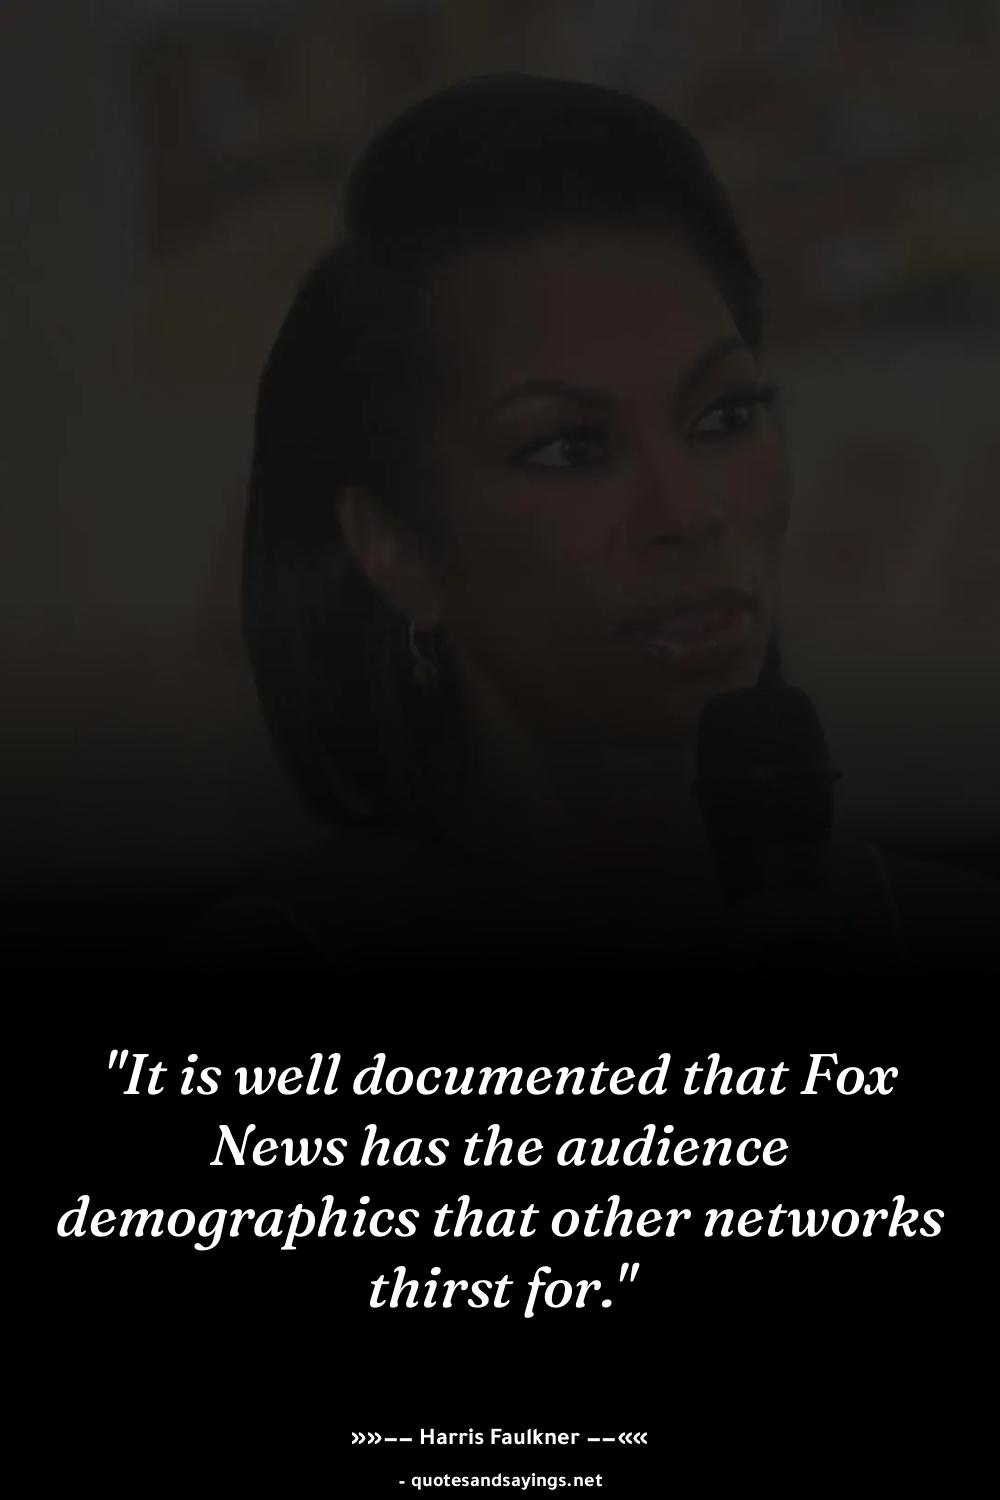 "It is well documented that Fox
News has the audience
demographics that other networks
thirst for."
»»−− Harris Faulkner −−««
- quotesandsayings.net